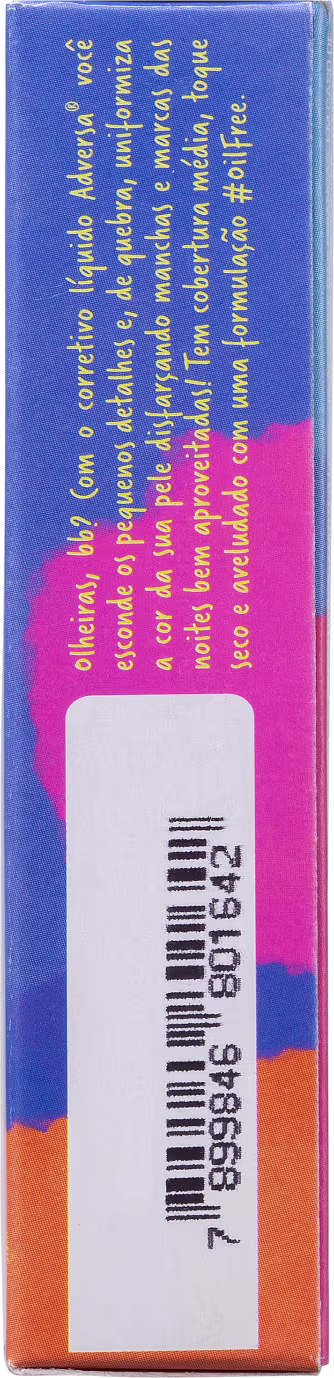 olheiras, bb? Com o corretivo líquido Adversa® você
esconde os pequenos detalhes e, de quebra, uniformiza
a cor da sua pele disfarçando manchas e marcas das
noites bem aproveitadas! Tem cobertura média, toque
seco e aveludado com uma formulação #oilfree.
7 899846 801642